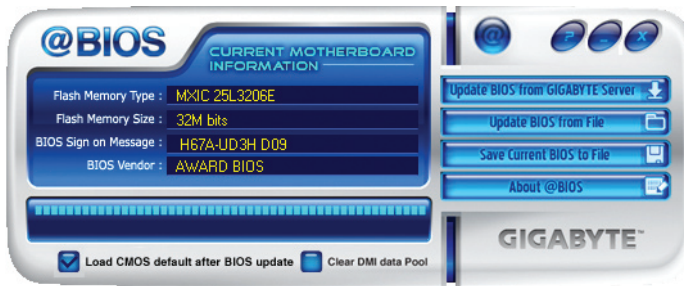 @BIOS
CURRENT MOTHERBOARD
INFORMATION
Flash Memory Type : MXIC 25L3206E
Flash Memory Size : 32M bits
BIOS Sign on Message : H67A-UD3H D09
BIOS Vendor : AWARD BIOS
Load CMOS default after BIOS update Clear DMI data Pool
@ ? - X
Update BIOS from GIGABYTE Server
Update BIOS from File
Save Current BIOS to File
About @BIOS
GIGABYTE™